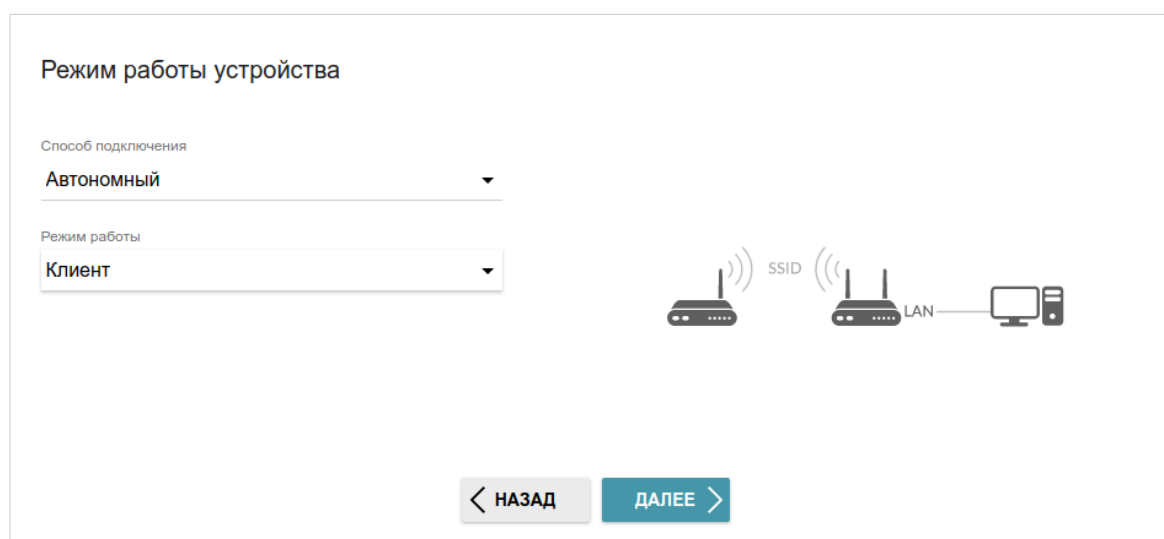 Режим работы устройства
Способ подключения
Автономный
Режим работы
Клиент
SSID
LAN
НАЗАД
ДАЛЕЕ